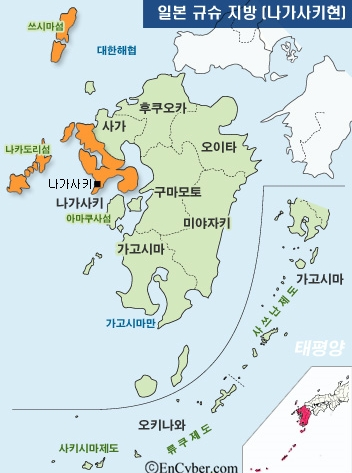 일본 규슈 지방 (나가사키현)
쓰시마섬
대한해협
후쿠오카
사가
오이타
나카도리섬
나가사키
구마모토
나가사키
아마쿠사섬
미야자키
가고시마
가고시마
가고시마만
사쓰난제도
태평양
오키나와
류큐제도
사키시마제도
©EnCyber.com